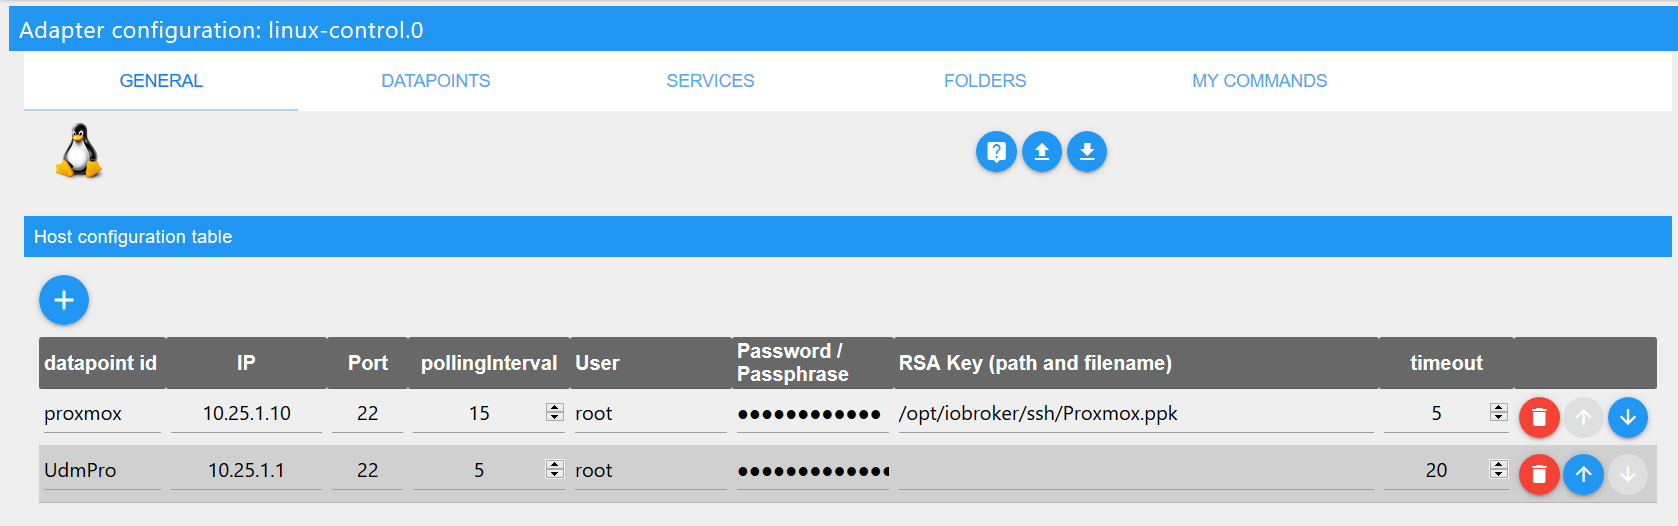 Adapter configuration: linux-control.0
GENERAL DATAPOINTS SERVICES FOLDERS MY COMMANDS
Host configuration table
datapoint id IP Port pollingInterval User Password / Passphrase RSA Key (path and filename) timeout
proxmox 10.25.1.10 22 15 root ●●●●●●●●●●●● /opt/iobroker/ssh/Proxmox.ppk 5
UdmPro 10.25.1.1 22 5 root ●●●●●●●●●●●●● 20